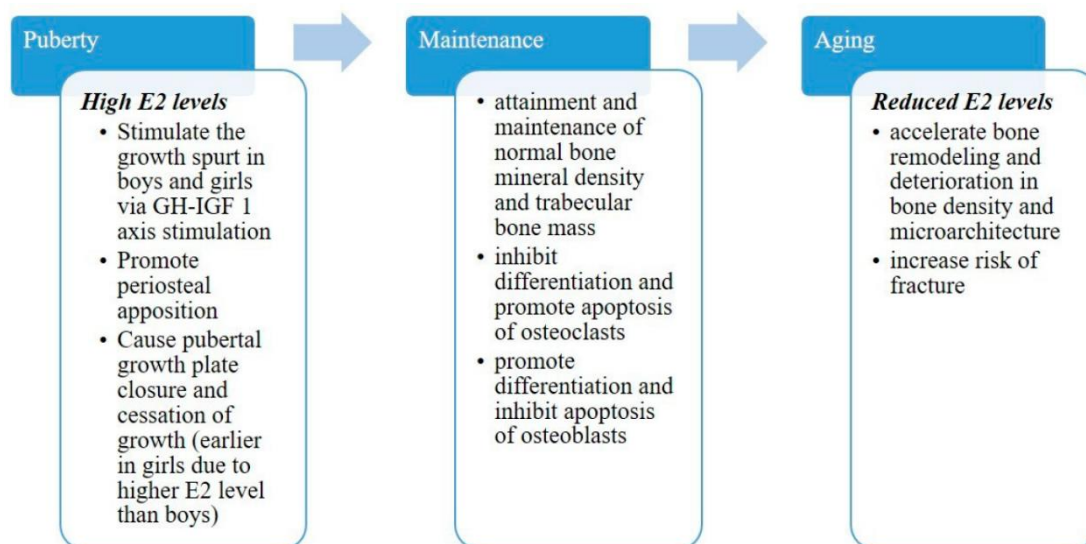 Puberty
High E2 levels
• Stimulate the
growth spurt in
boys and girls
via GH-IGF 1
axis stimulation
• Promote
periosteal
apposition
• Cause pubertal
growth plate
closure and
cessation of
growth (earlier
in girls due to
higher E2 level
than boys)
Maintenance
• attainment and
maintenance of
normal bone
mineral density
and trabecular
bone mass
• inhibit
differentiation and
promote apoptosis
of osteoclasts
• promote
differentiation and
inhibit apoptosis
of osteoblasts
Aging
Reduced E2 levels
• accelerate bone
remodeling and
deterioration in
bone density and
microarchitecture
• increase risk of
fracture